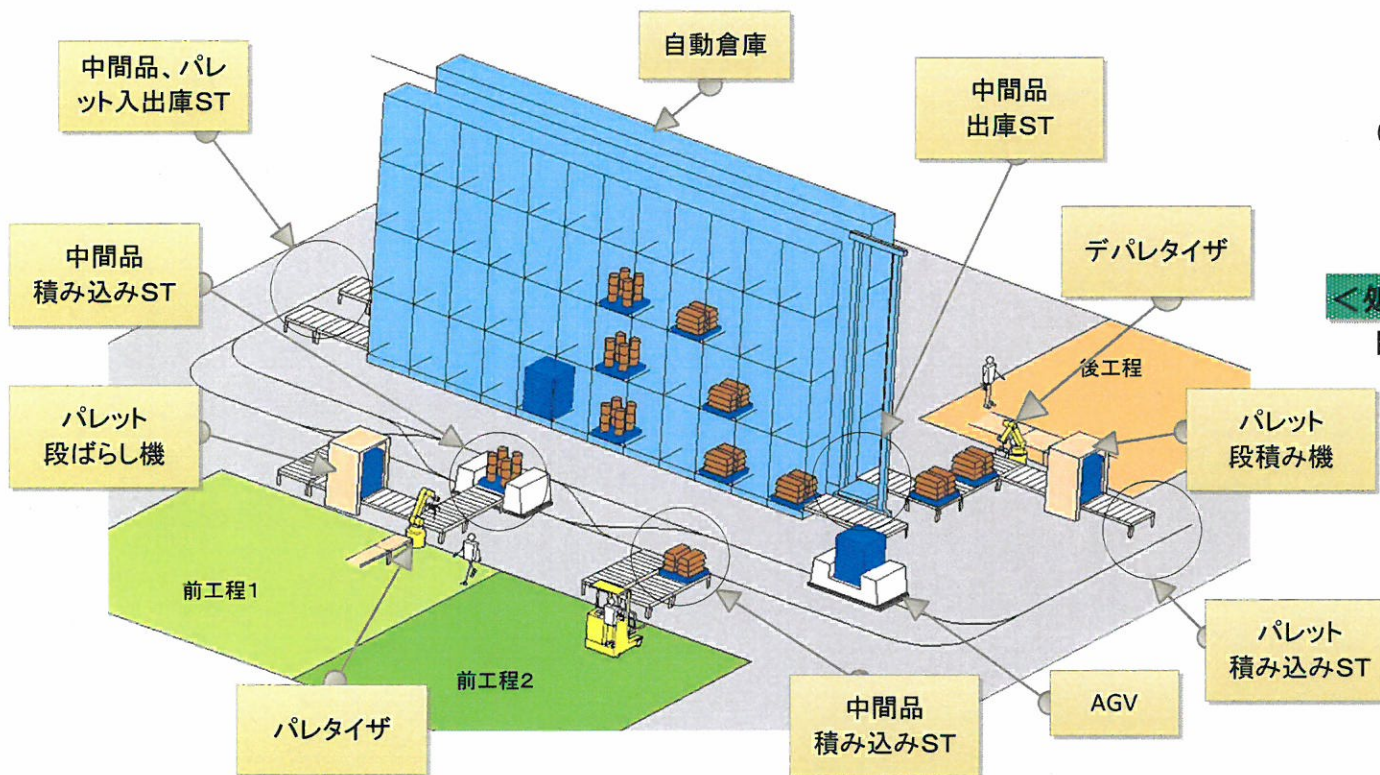 自動倉庫
中間品、パレ
ット入出庫ST
中間品
出庫ST
中間品
積み込みST
デパレタイザ
後工程
パレット
段ばらし機
パレット
段積み機
前工程1
前工程2
パレタイザ
中間品
積み込みST
AGV
パレット
積み込みST